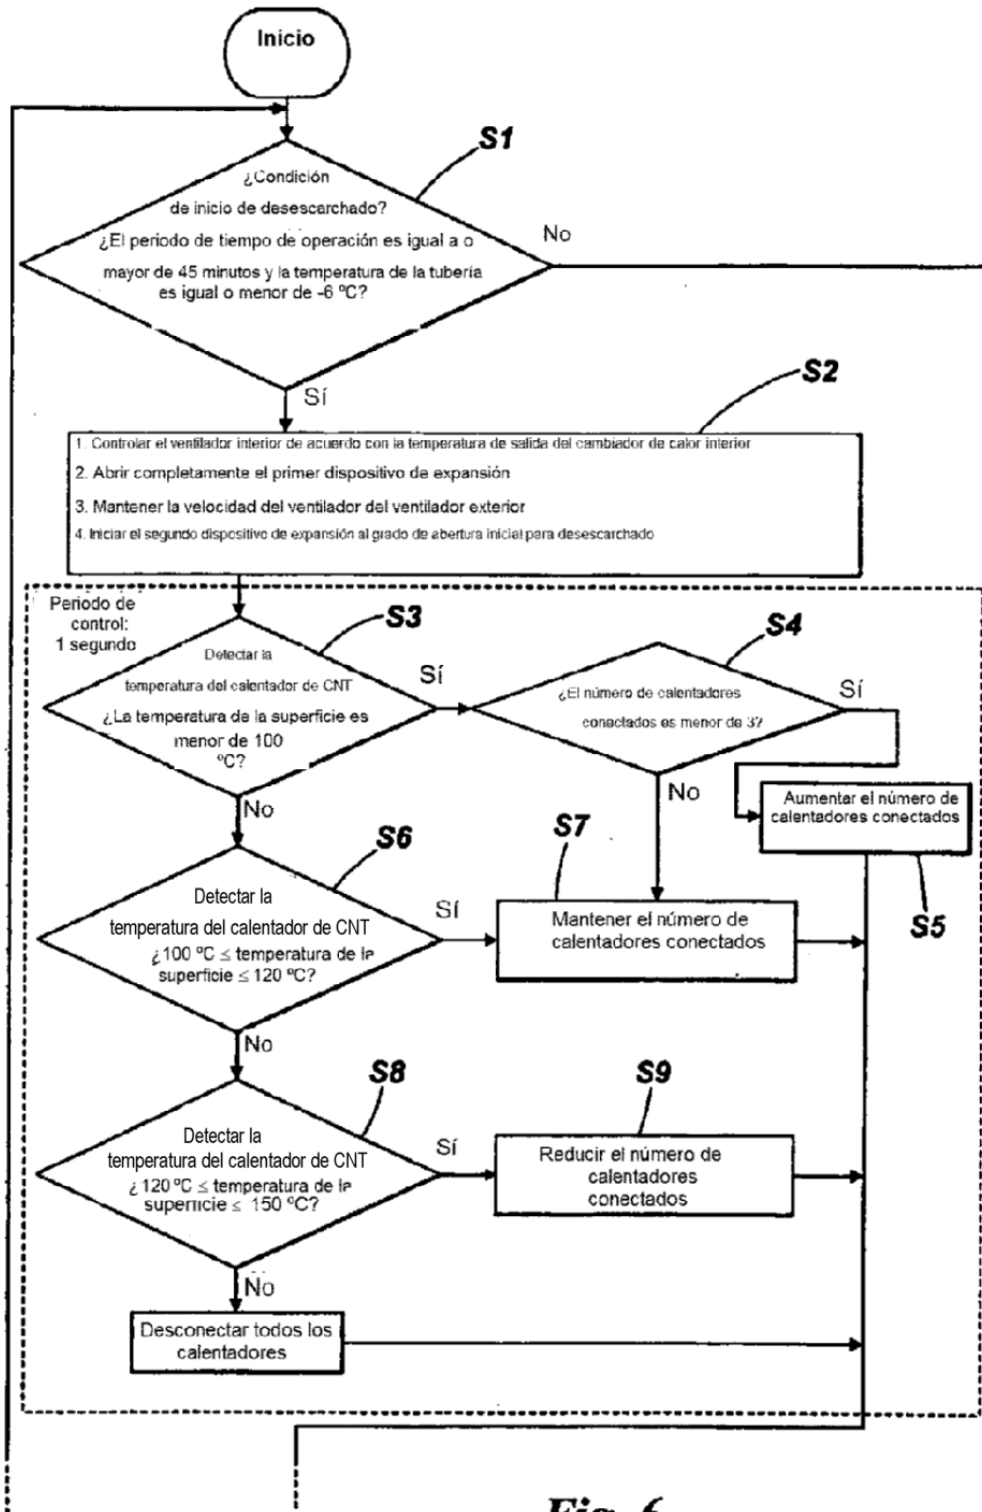 Inicio
S1
¿Condición
de inicio de desescarchado?
¿El periodo de tiempo de operación es igual a o
mayor de 45 minutos y la temperatura de la tubería
es igual o menor de -6 ºC?
No
Sí
S2
1. Controlar el ventilador interior de acuerdo con la temperatura de salida del cambiador de calor interior
2. Abrir completamente el primer dispositivo de expansión
3. Mantener la velocidad del ventilador del ventilador exterior
4. Iniciar el segundo dispositivo de expansión al grado de abertura inicial para desescarchado
Periodo de
control:
1 segundo
S3
Detectar la
temperatura del calentador de CNT
¿La temperatura de la superficie es
menor de 100
ºC?
Sí
No
S4
¿El número de calentadores
conectados es menor de 3?
Sí
No
Aumentar el número de
calentadores conectados
S5
S6
Detectar la
temperatura del calentador de CNT
¿100 ºC ≤ temperatura de la
superficie ≤ 120 ºC?
Sí
No
S7
Mantener el número de
calentadores conectados
S8
Detectar la
temperatura del calentador de CNT
¿120 ºC ≤ temperatura de la
superficie ≤ 150 ºC?
Sí
No
S9
Reducir el número de
calentadores
conectados
Desconectar todos los
calentadores
Fig. 6